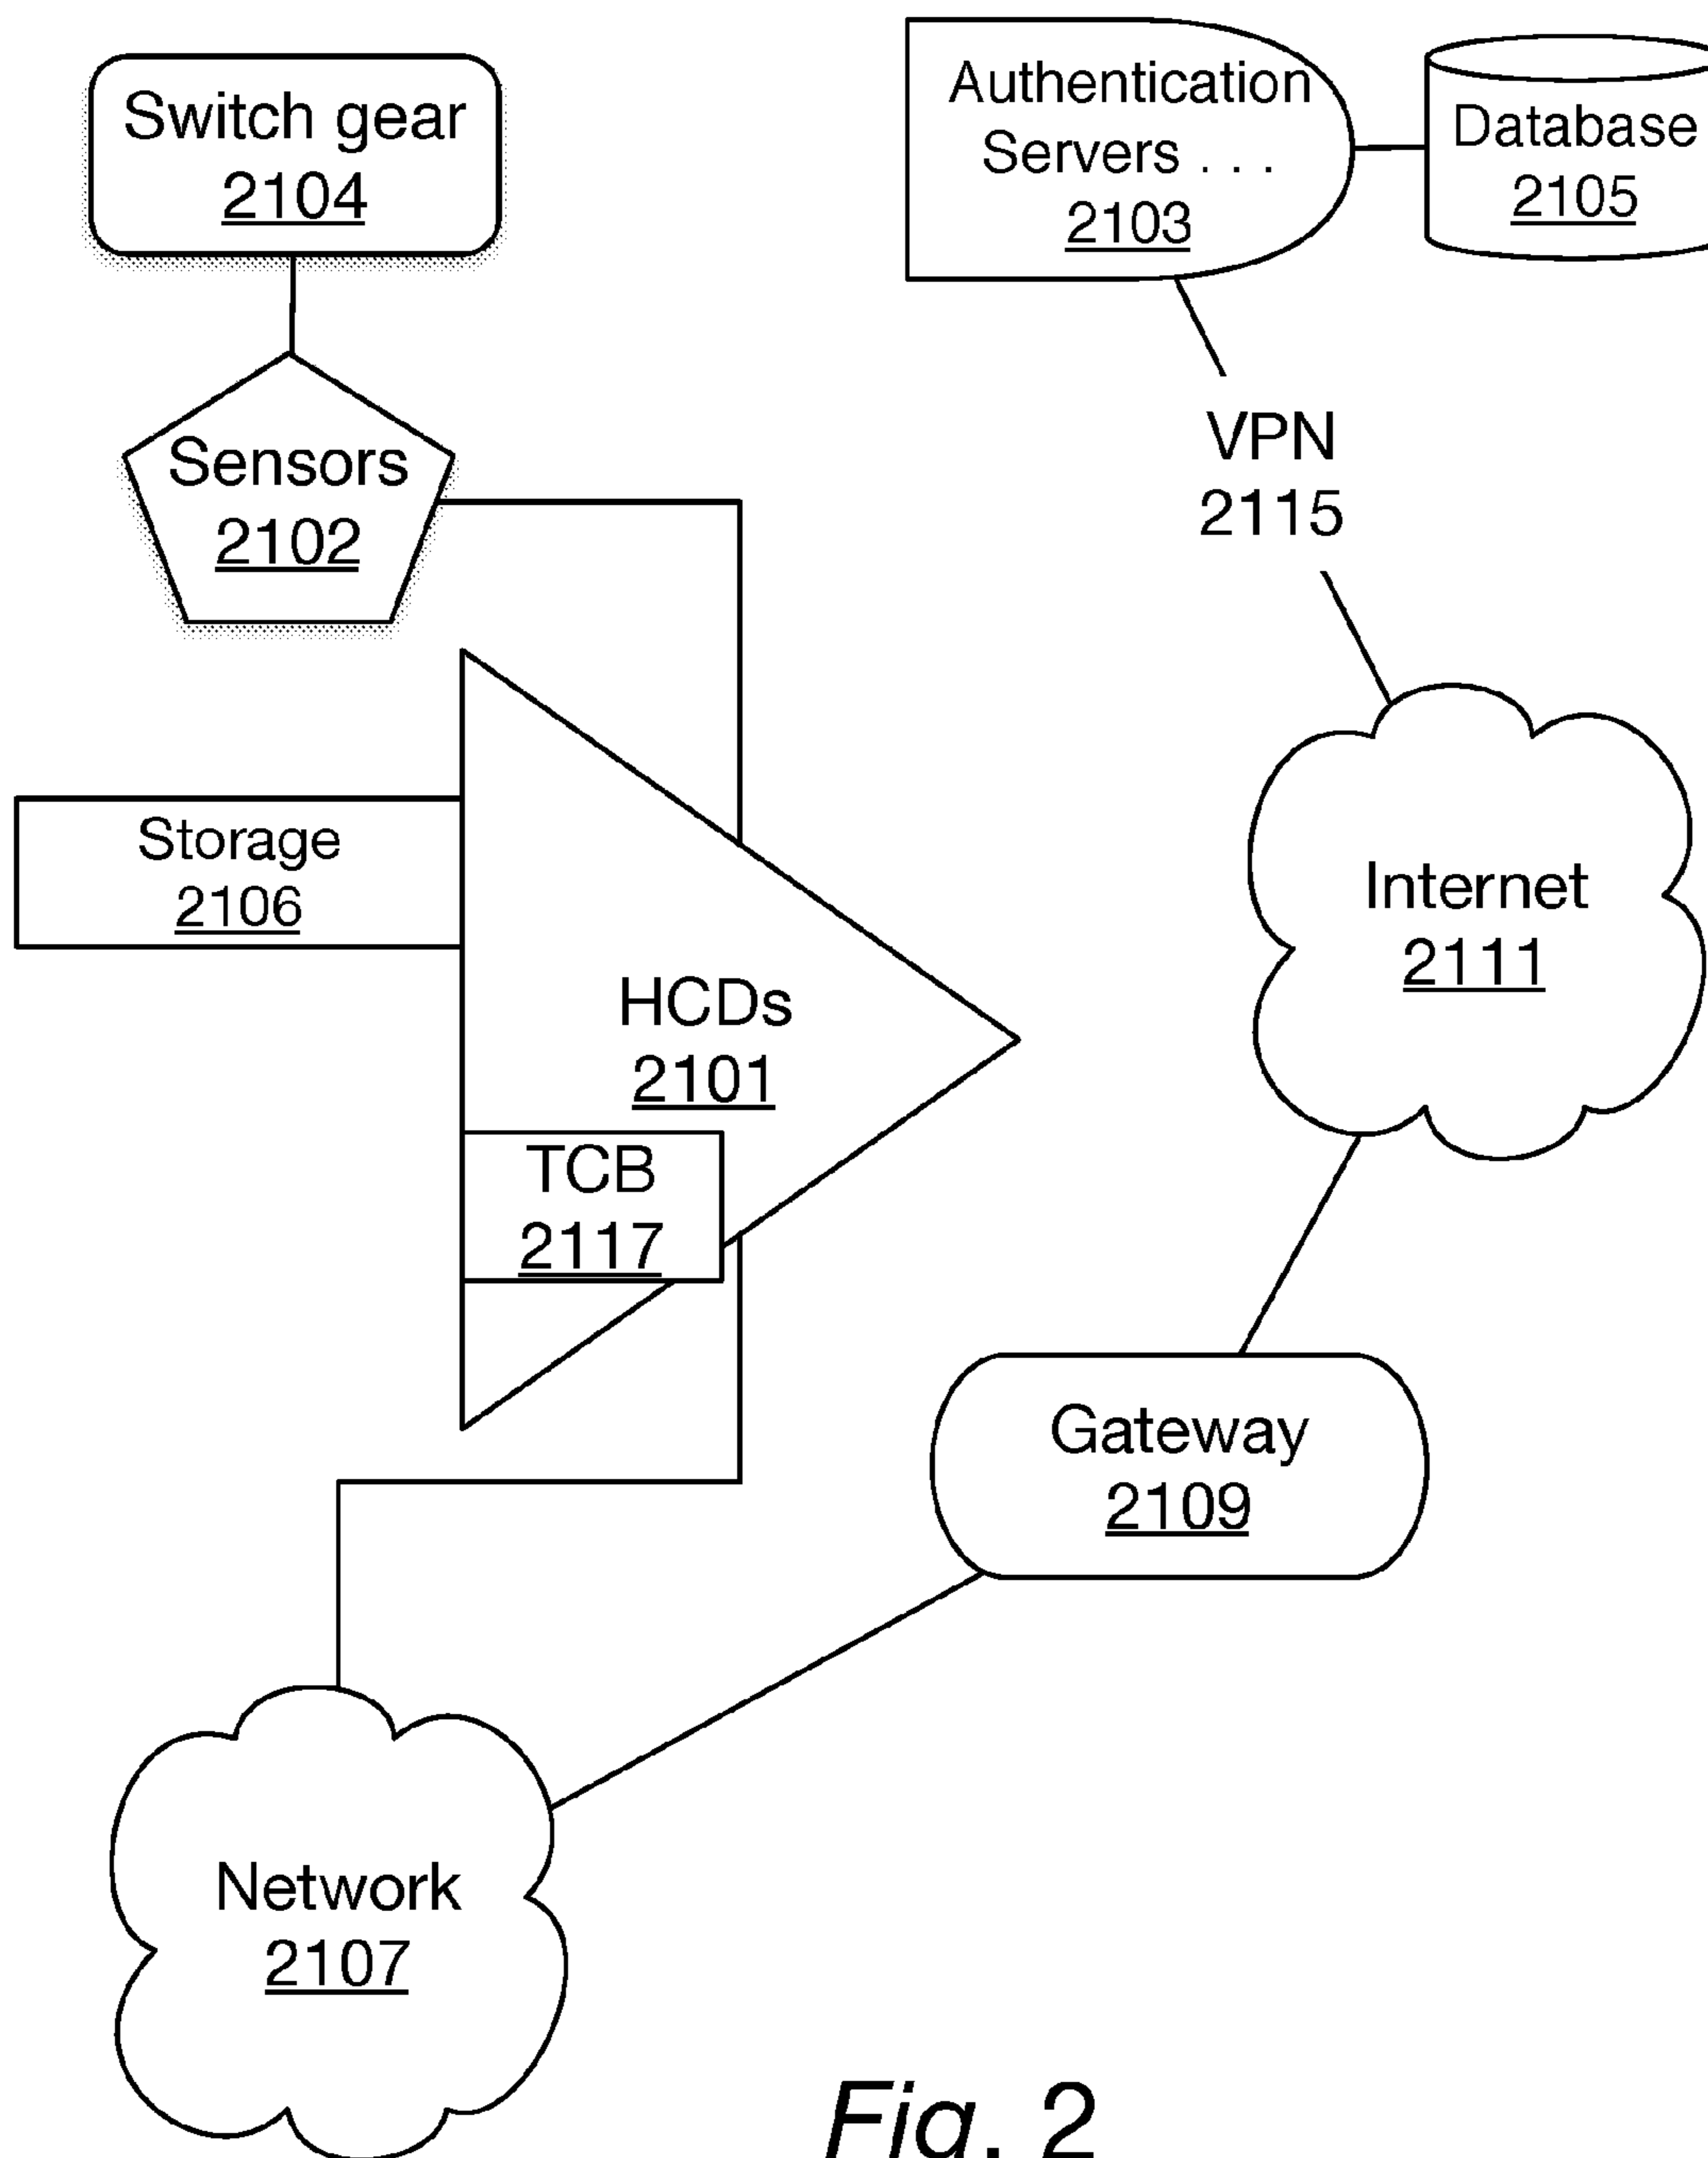 Switch gear
2104
Authentication
Servers . . .
2103
Database
2105
Sensors
2102
VPN
2115
Storage
2106
Internet
2111
HCDs
2101
TCB
2117
Gateway
2109
Network
2107
Fig. 2